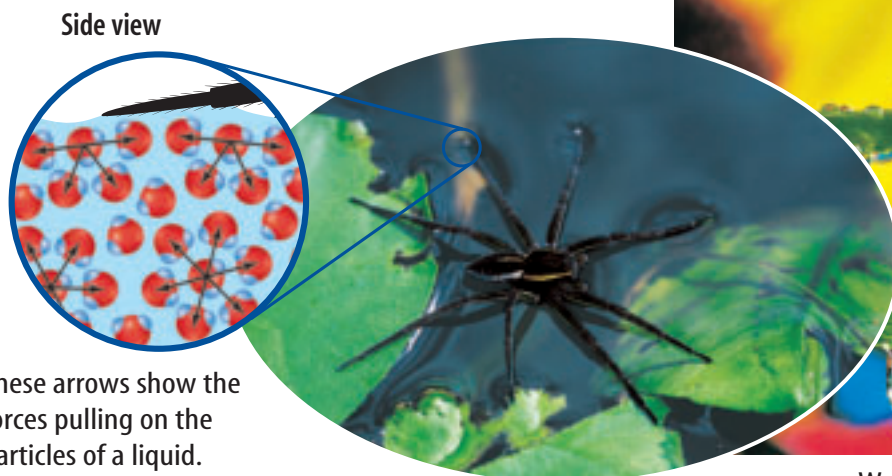 Side view
hese arrows show the
orces pulling on the
articles of a liquid.
W